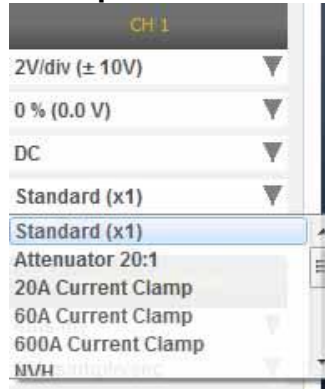 CH 1
2V/div (± 10V)
0 % (0.0 V)
DC
Standard (x1)
Standard (x1)
Attenuator 20:1
20A Current Clamp
60A Current Clamp
600A Current Clamp
NVH